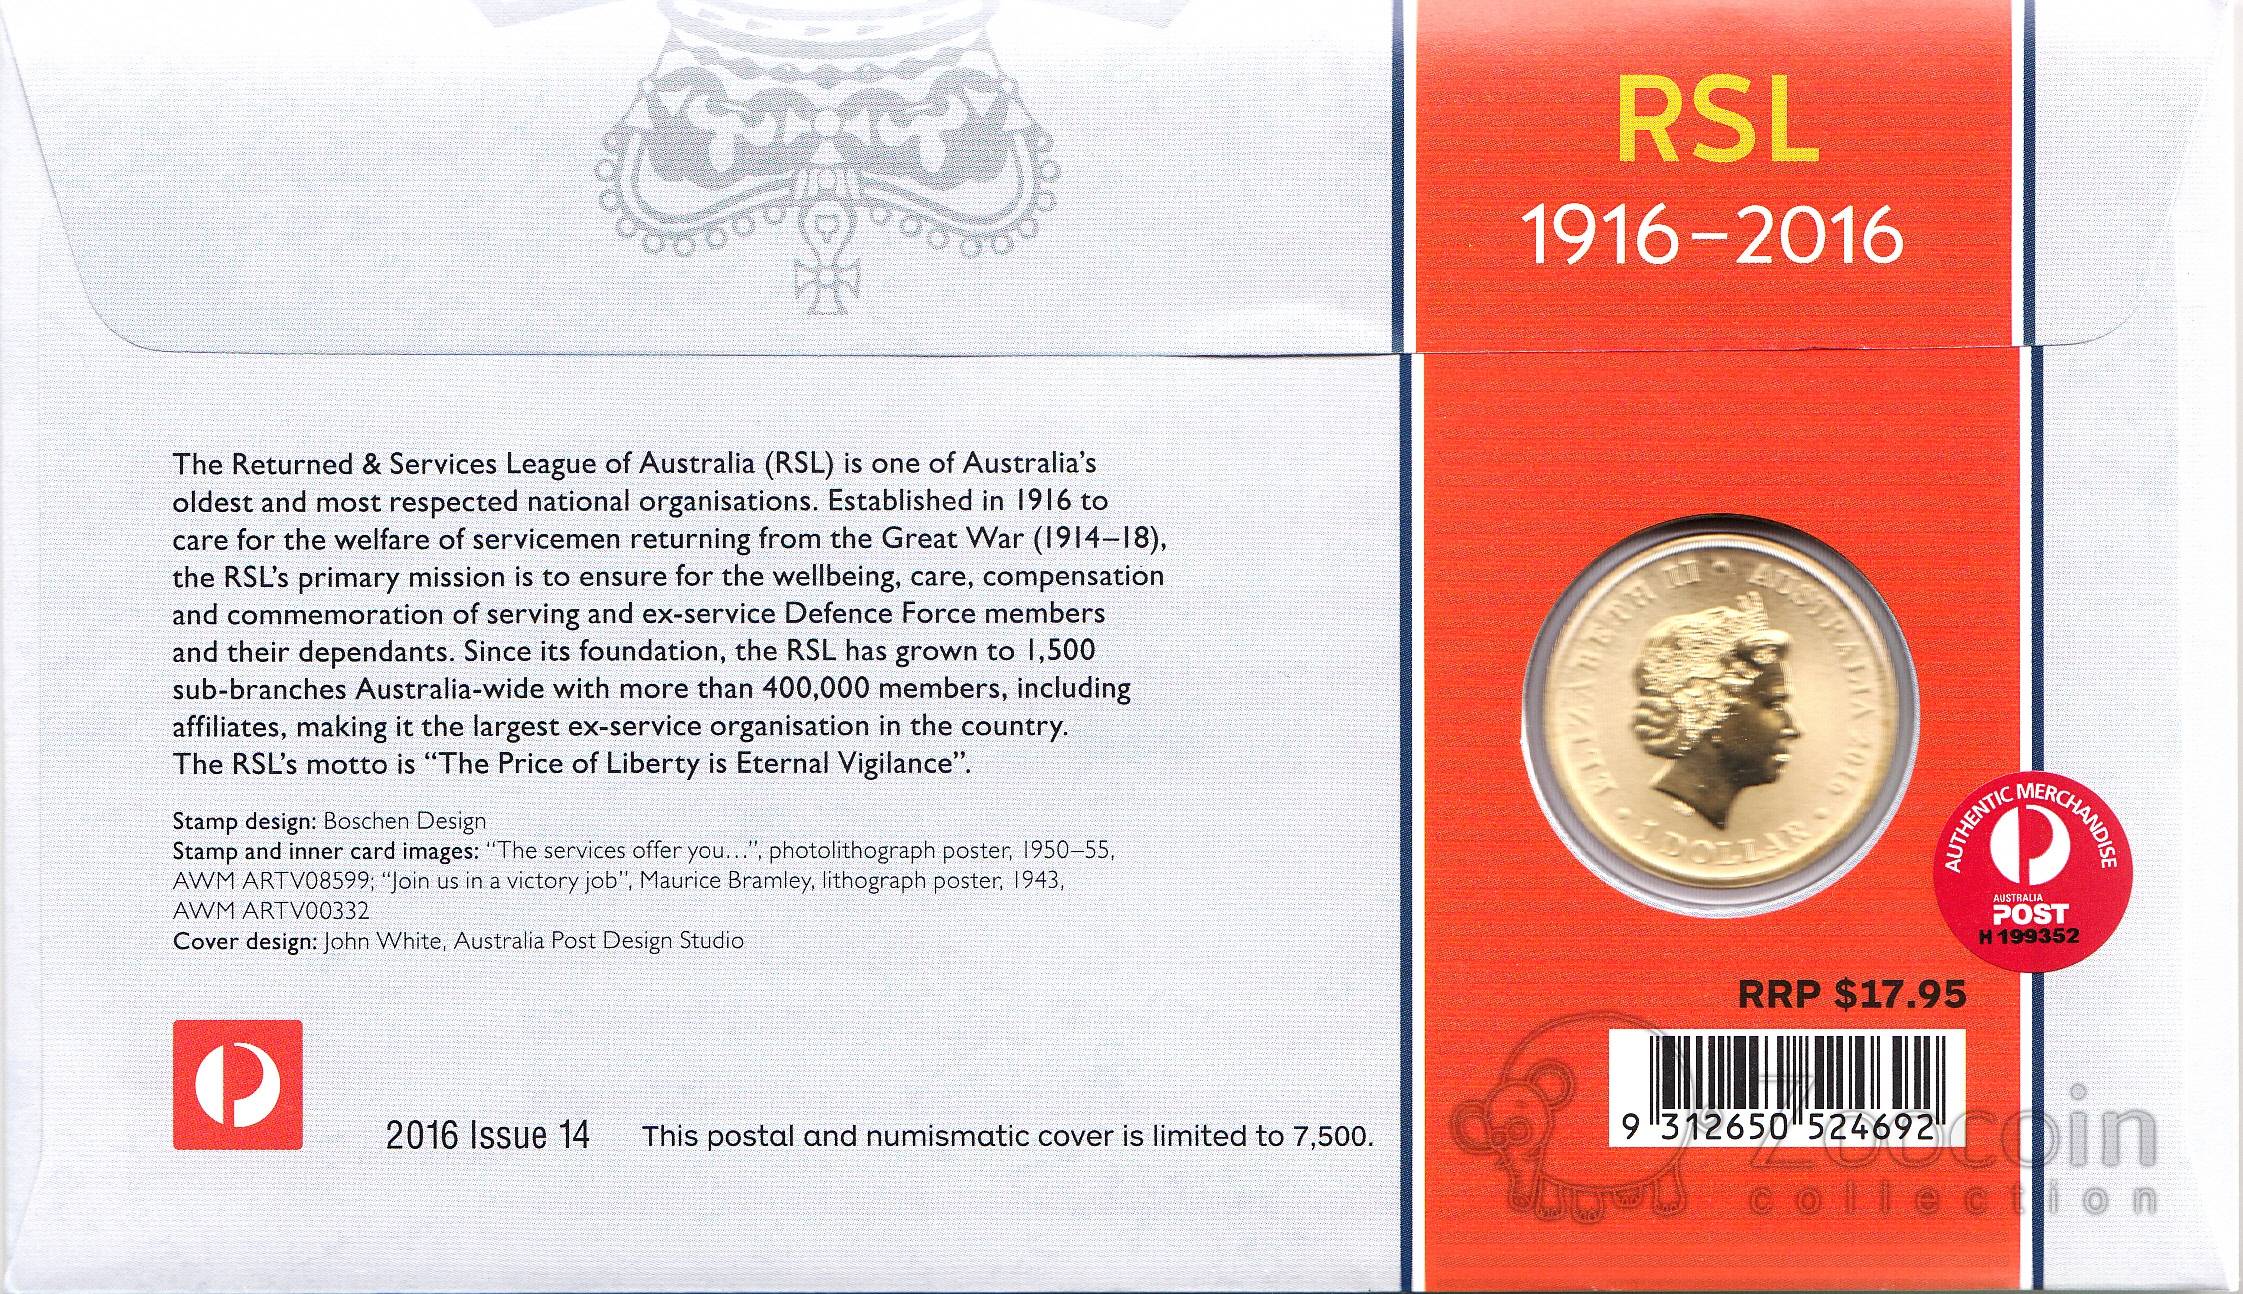 RSL
1916–2016
The Returned & Services League of Australia (RSL) is one of Australia’s
oldest and most respected national organisations. Established in 1916 to
care for the welfare of servicemen returning from the Great War (1914–18),
the RSL’s primary mission is to ensure for the wellbeing, care, compensation
and commemoration of serving and ex-service Defence Force members
and their dependants. Since its foundation, the RSL has grown to 1,500
sub-branches Australia-wide with more than 400,000 members, including
affiliates, making it the largest ex-service organisation in the country.
The RSL’s motto is “The Price of Liberty is Eternal Vigilance”.
Stamp design: Boschen Design
Stamp and inner card images: “The services offer you…”, photolithograph poster, 1950–55,
AWM ARTV08599; “Join us in a victory job”, Maurice Bramley, lithograph poster, 1943,
AWM ARTV00332
Cover design: John White, Australia Post Design Studio
2016 Issue 14
This postal and numismatic cover is limited to 7,500.
ELIZABETH II • AUSTRALIA 2016
1 DOLLAR
AUTHENTIC MERCHANDISE
AUSTRALIA
POST
H 199352
RRP $17.95
9 312650 524692
Zoocoin
collection